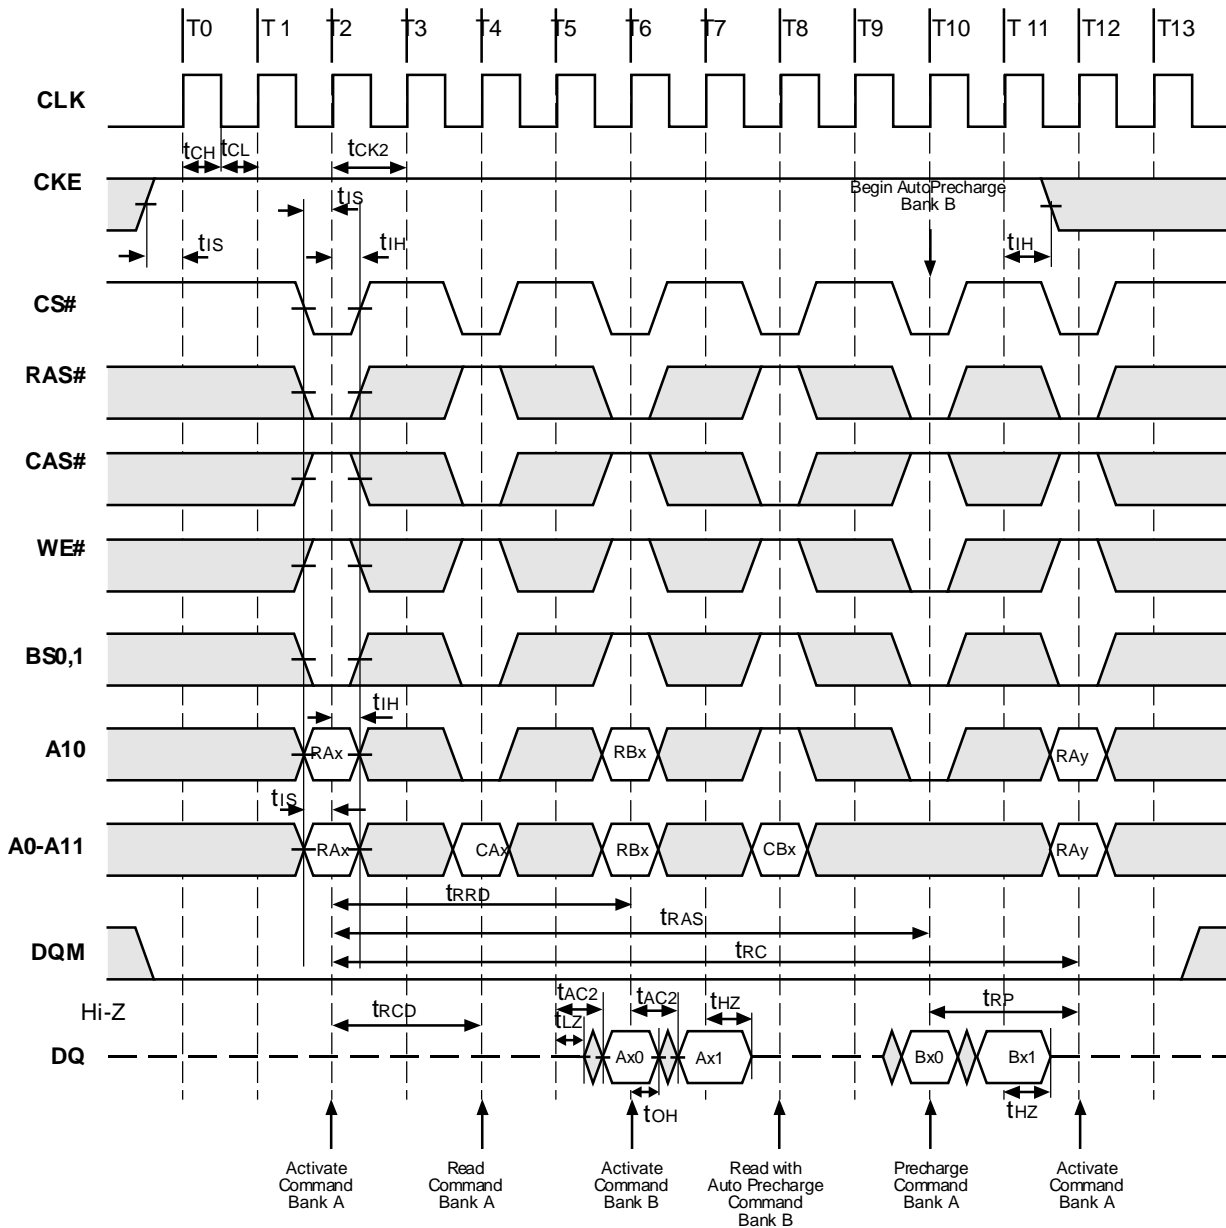 T0 T 1 T2 T3 T4 T5 T6 T7 T8 T9 T10 T 11 T12 T13
CLK
tCH tCL tCK2
CKE
tIS
Begin AutoPrecharge
Bank B
tIS tIH tIH
CS#
RAS#
CAS#
WE#
BS0,1
tIH
A10 RAx RBx RAy
tIS
A0-A11 RAx CAx RBx CBx RAy
tRRD
tRAS
DQM
tRC
Hi-Z tRCD tAC2 tAC2 tHZ tRP
tLZ
DQ Ax0 Ax1 Bx0 Bx1
tOH tHZ
Activate
Command
Bank A
Read
Command
Bank A
Activate
Command
Bank B
Read with
Auto Precharge
Command
Bank B
Precharge
Command
Bank A
Activate
Command
Bank A